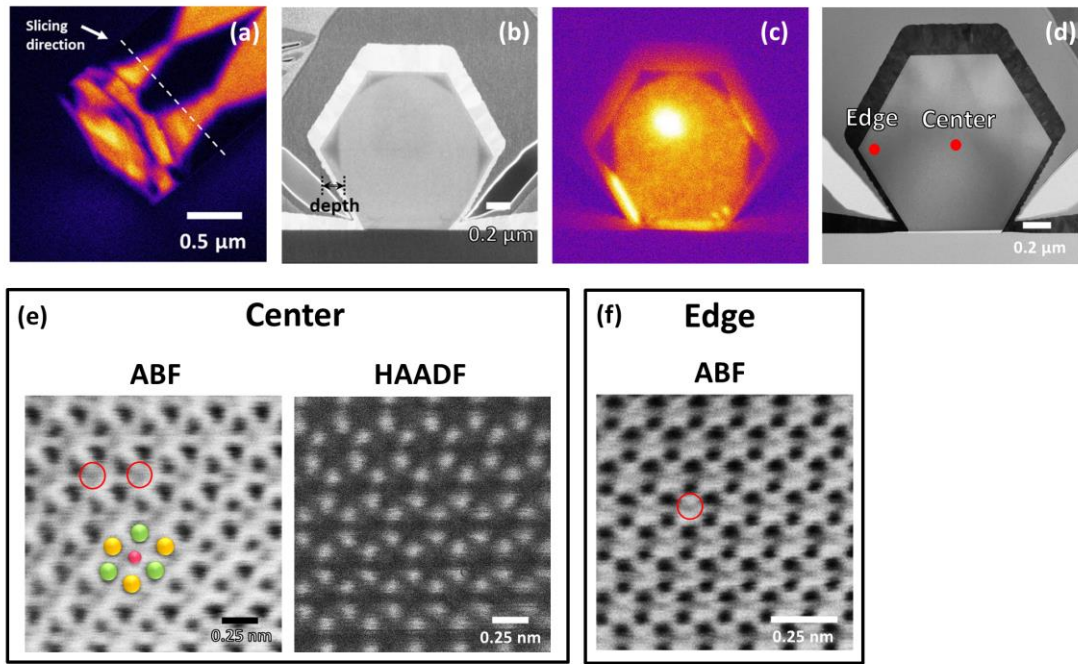 Slicing
direction
(a)
0.5 μm
(b)
depth
0.2 μm
(c)
(d)
Edge
Center
0.2 μm
(e)
Center
ABF
HAADF
0.25 nm
0.25 nm
(f)
Edge
ABF
0.25 nm